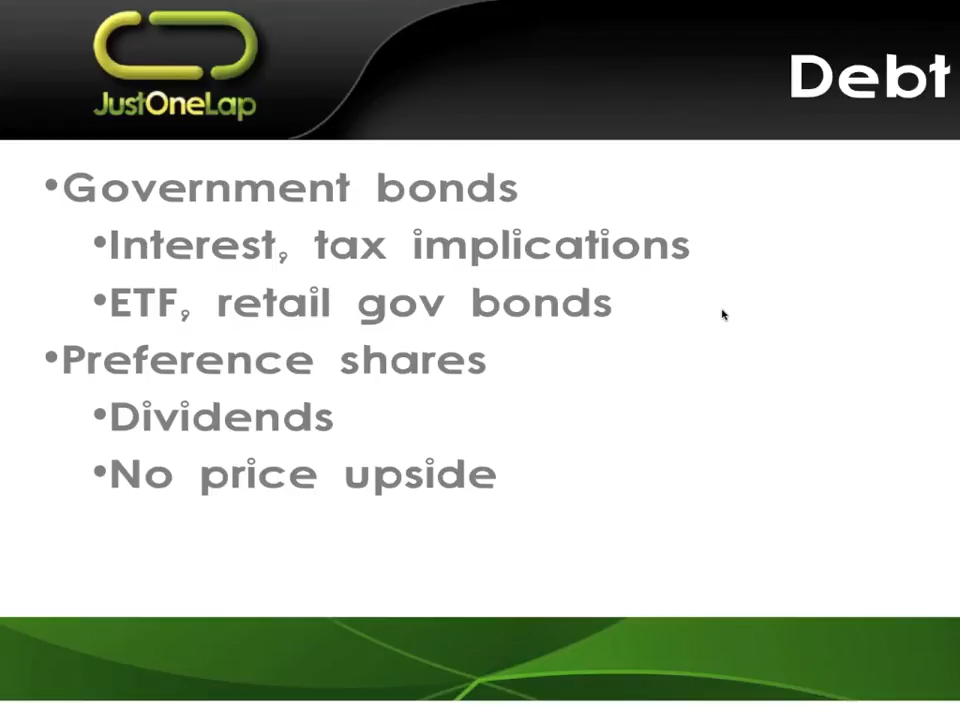 JustOneLap
Debt
•Government bonds
•Interest, tax implications
•ETF, retail gov bonds
•Preference shares
•Dividends
•No price upside